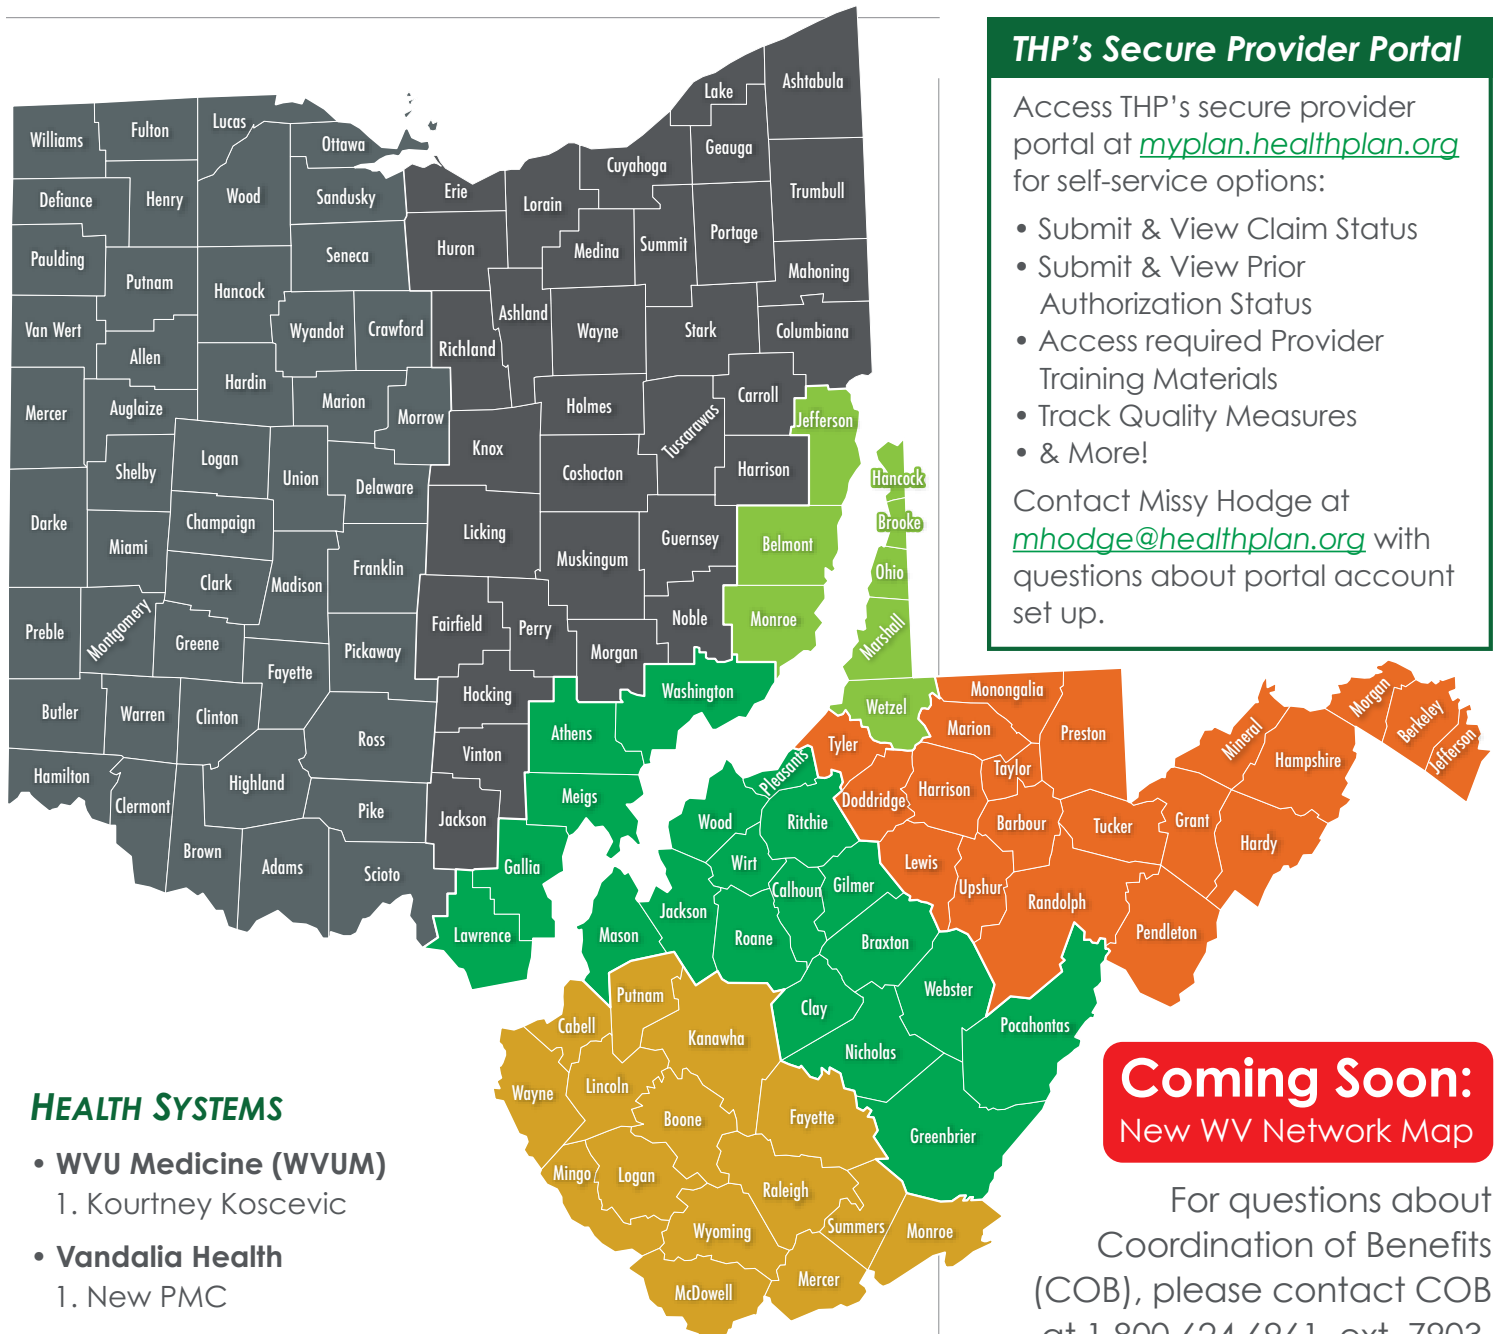 THP's Secure Provider Portal
Access THP's secure provider
portal at myplan.healthplan.org
for self-service options:
• Submit & View Claim Status
• Submit & View Prior
Authorization Status
• Access required Provider
Training Materials
• Track Quality Measures
• & More!
Contact Missy Hodge at
mhodge@healthplan.org with
questions about portal account
set up.
Williams
Fulton
Lucas
Ottawa
Lake
Ashtabula
Geauga
Cuyahoga
Defiance
Henry
Wood
Sandusky
Erie
Lorain
Trumbull
Paulding
Putnam
Hancock
Seneca
Huron
Medina
Summit
Portage
Mahoning
Van Wert
Allen
Wyandot
Crawford
Richland
Ashland
Wayne
Stark
Columbiana
Mercer
Auglaize
Hardin
Marion
Morrow
Knox
Holmes
Tuscarawas
Carroll
Jefferson
Shelby
Logan
Union
Delaware
Coshocton
Harrison
Hancock
Darke
Miami
Champaign
Licking
Muskingum
Guernsey
Belmont
Brooke
Clark
Madison
Franklin
Ohio
Preble
Montgomery
Greene
Fayette
Pickaway
Fairfield
Perry
Morgan
Noble
Monroe
Marshall
Butler
Warren
Clinton
Ross
Hocking
Athens
Washington
Wetzel
Monongalia
Hamilton
Clermont
Highland
Pike
Vinton
Meigs
Tyler
Marion
Preston
Mineral
Morgan
Berkeley
Jefferson
Hampshire
Brown
Adams
Scioto
Jackson
Gallia
Lawrence
Pleasants
Doddridge
Harrison
Taylor
Barbour
Tucker
Grant
Hardy
Wood
Ritchie
Wirt
Calhoun
Gilmer
Lewis
Upshur
Randolph
Pendleton
Mason
Jackson
Roane
Braxton
Webster
Clay
Nicholas
Pocahontas
Greenbrier
Putnam
Cabell
Kanawha
Wayne
Lincoln
Boone
Fayette
Mingo
Logan
Raleigh
Wyoming
Summers
Monroe
McDowell
Mercer
HEALTH SYSTEMS
• WVU Medicine (WVUM)
1. Kourtney Koscevic
• Vandalia Health
1. New PMC
Coming Soon:
New WV Network Map
For questions about
Coordination of Benefits
(COB), please contact COB
at 1.800.624.6961, ext. 7903.